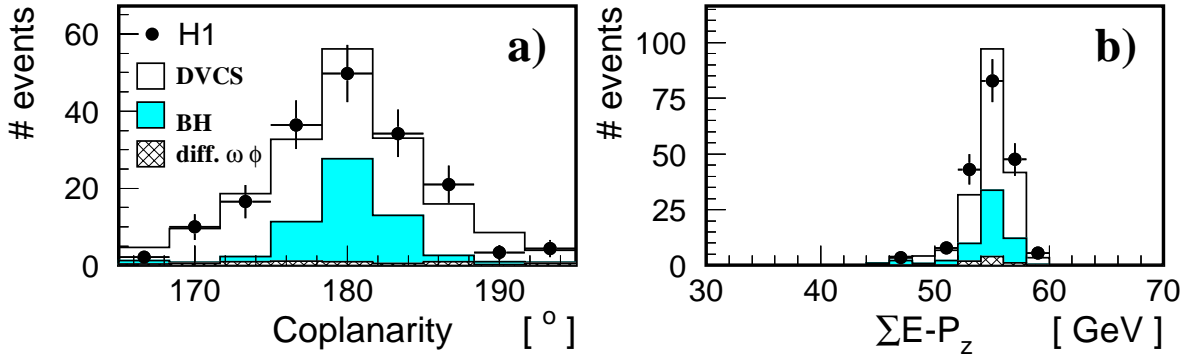 # events
60
40
20
0
H1
DVCS
BH
diff. ω ϕ
a)
170
180
190
Coplanarity [ ° ]
# events
100
75
50
25
0
b)
30
40
50
60
70
ΣE-Pz [ GeV ]